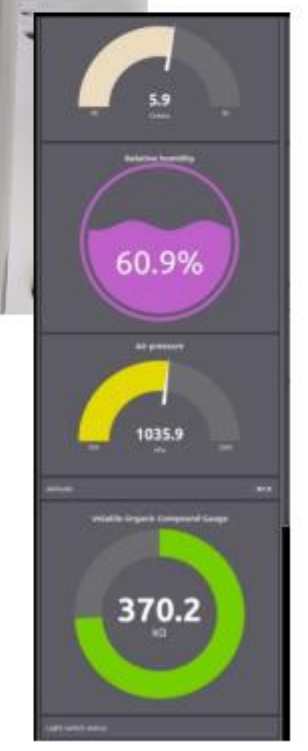 5.9
Celsius
Relative humidity
60.9%
Air pressure
1035.9
hPa
Altitude
Volatile Organic Compound Gauge
370.2
kΩ
Light switch status